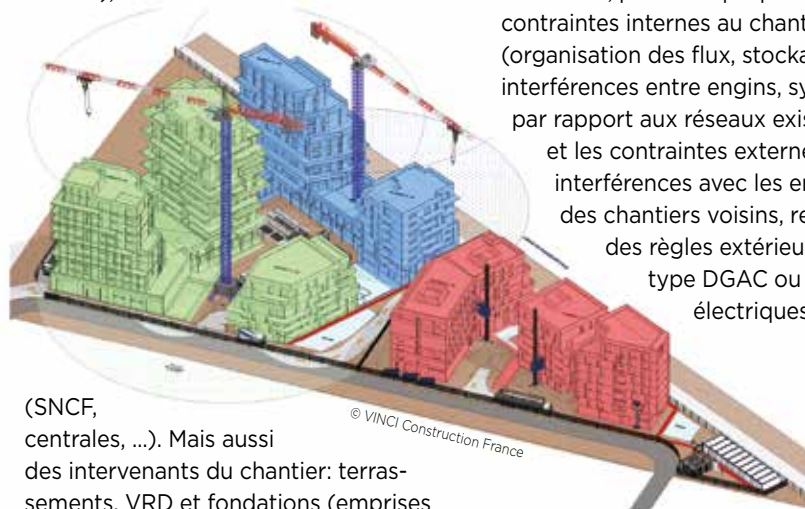 contraintes internes au chant
(organisation des flux, stocka
interférences entre engins, sy
par rapport aux réseaux exis
et les contraintes externe
interférences avec les en
des chantiers voisins, re
des règles extérieu
type DGAC ou
électriques
(SNCF,
centrales, ...). Mais aussi
des intervenants du chantier: terras-
sements, VRD et fondations (emprises
© VINCI Construction France